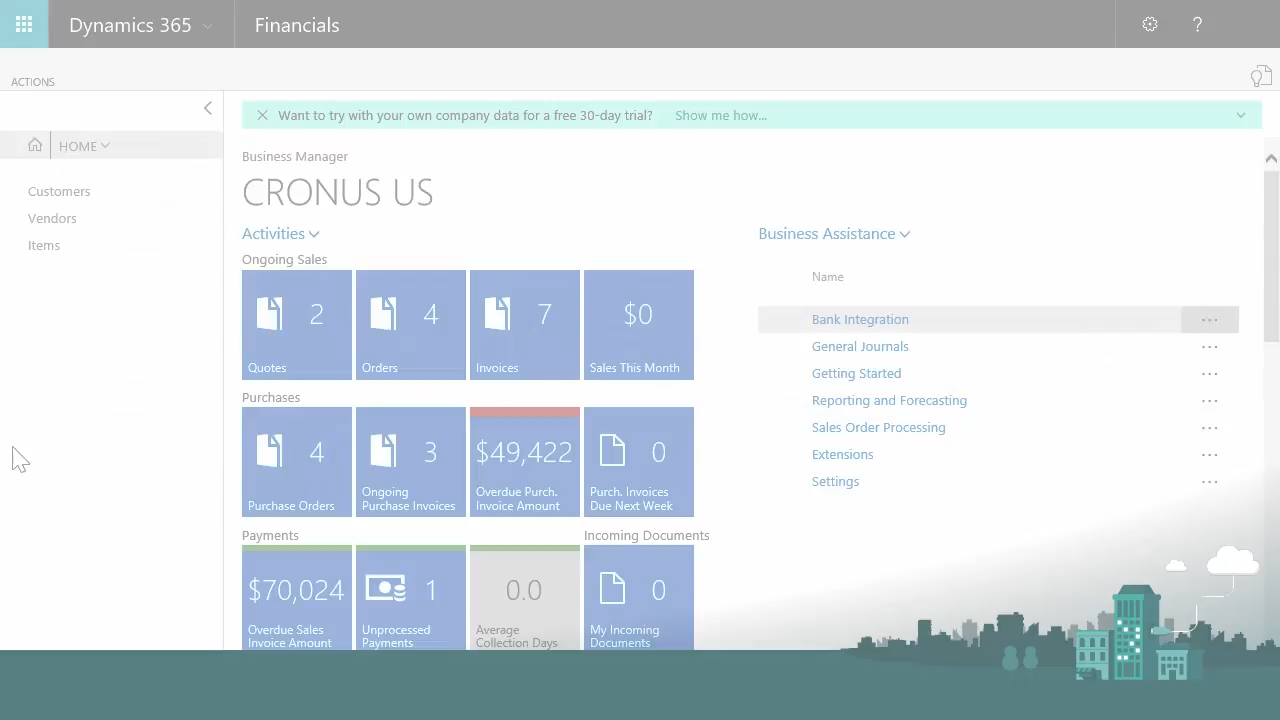 Dynamics 365
Financials
?
ACTIONS
Want to try with your own company data for a free 30-day trial? Show me how...
HOME
Customers
Vendors
Items
Business Manager
CRONUS US
Activities
Ongoing Sales
2
Quotes
4
Orders
7
Invoices
$0
Sales This Month
Purchases
4
Purchase Orders
3
Ongoing
Purchase Invoices
$49,422
Overdue Purch.
Invoice Amount
0
Purch. Invoices
Due Next Week
Payments
$70,024
Overdue Sales
Invoice Amount
1
Unprocessed
Payments
0.0
Average
Collection Days
Incoming Documents
0
My Incoming
Documents
Business Assistance
Name
Bank Integration
General Journals
Getting Started
Reporting and Forecasting
Sales Order Processing
Extensions
Settings